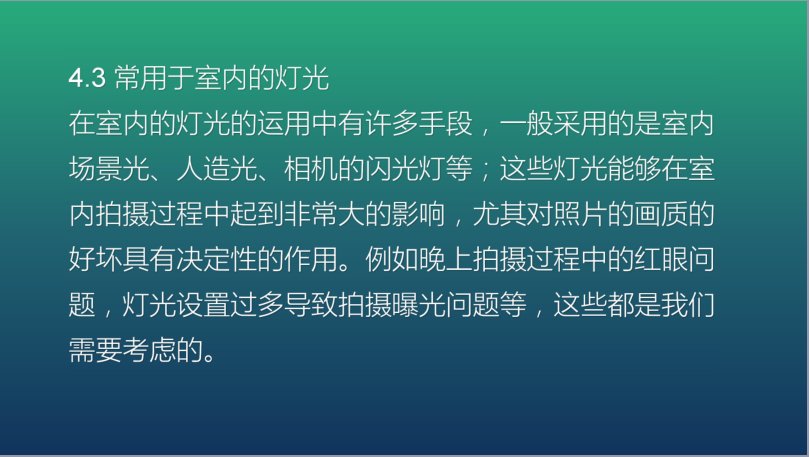 4.3 常用于室内的灯光
在室内的灯光的运用中有许多手段，一般采用的是室内
场景光、人造光、相机的闪光灯等；这些灯光能够在室
内拍摄过程中起到非常大的影响，尤其对照片的画质的
好坏具有决定性的作用。例如晚上拍摄过程中的红眼问
题，灯光设置过多导致拍摄曝光问题等，这些都是我们
需要考虑的。